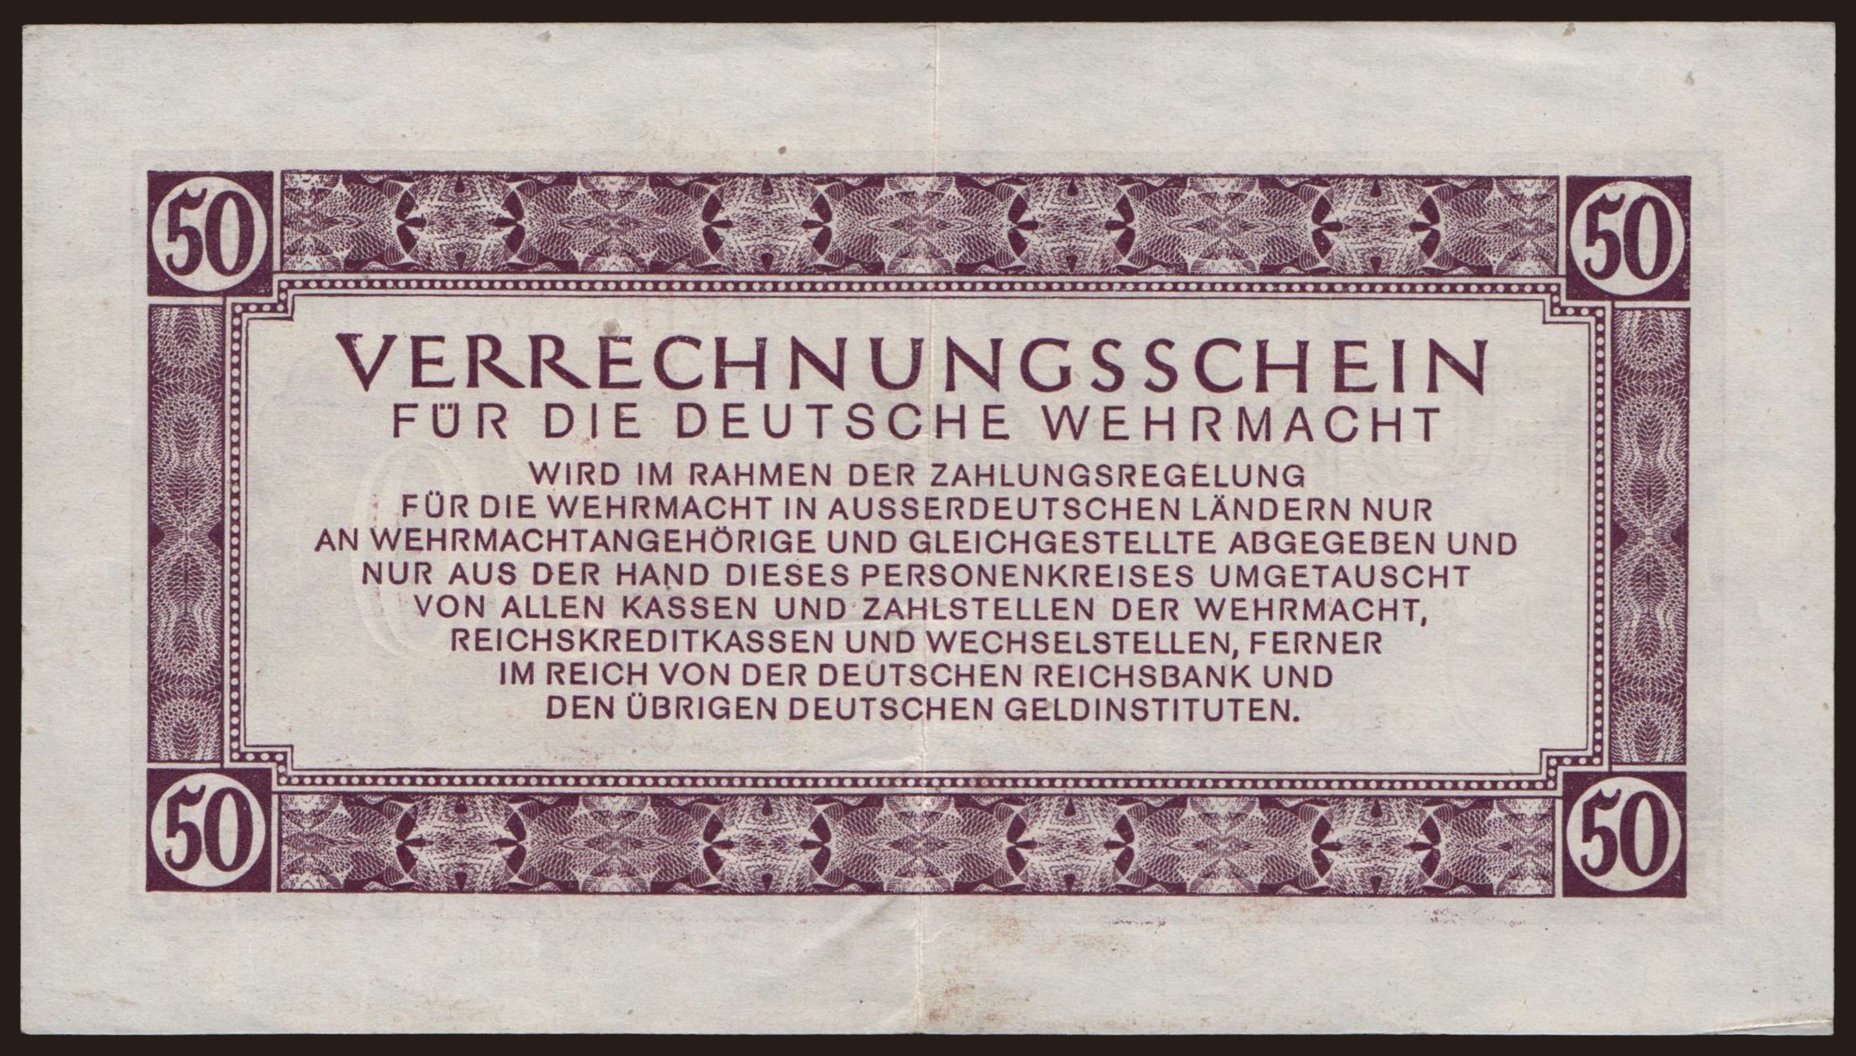 50 50
VERRECHNUNGSSCHEIN
FÜR DIE DEUTSCHE WEHRMACHT
WIRD IM RAHMEN DER ZAHLUNGSREGELUNG
FÜR DIE WEHRMACHT IN AUSSERDEUTSCHEN LÄNDERN NUR
AN WEHRMACHTANGEHÖRIGE UND GLEICHGESTELLTE ABGEGEBEN UND
NUR AUS DER HAND DIESES PERSONENKREISES UMGETAUSCHT
VON ALLEN KASSEN UND ZAHLSTELLEN DER WEHRMACHT,
REICHSKREDITKASSEN UND WECHSELSTELLEN, FERNER
IM REICH VON DER DEUTSCHEN REICHSBANK UND
DEN ÜBRIGEN DEUTSCHEN GELDINSTITUTEN.
50 50